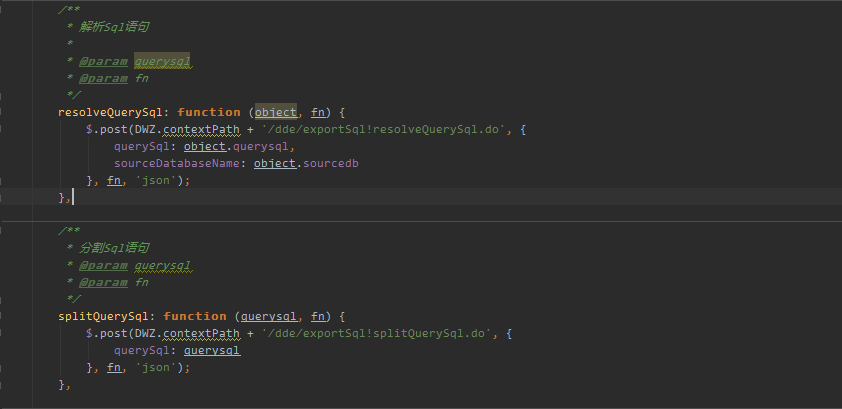 /**
 * 解析Sql语句
 *
 * @param querysql
 * @param fn
 */
resolveQuerySql: function (object, fn) {
    $.post(DWZ.contextPath + '/dde/exportSql!resolveQuerySql.do', {
        querySql: object.querysql,
        sourceDatabaseName: object.sourcedb
    }, fn, 'json');
},
/**
 * 分割Sql语句
 * @param querysql
 * @param fn
 */
splitQuerySql: function (querysql, fn) {
    $.post(DWZ.contextPath + '/dde/exportSql!splitQuerySql.do', {
        querySql: querysql
    }, fn, 'json');
},